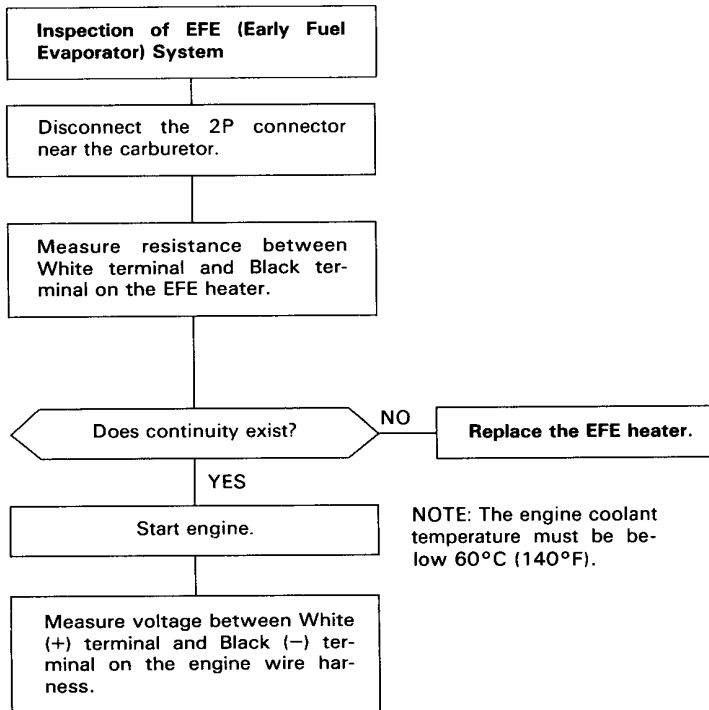 Inspection of EFE (Early Fuel
Evaporator) System
Disconnect the 2P connector
near the carburetor.
Measure resistance between
White terminal and Black ter-
minal on the EFE heater.
Does continuity exist?
NO
Replace the EFE heater.
YES
Start engine.
NOTE: The engine coolant
temperature must be be-
low 60°C (140°F).
Measure voltage between White
(+) terminal and Black (−) ter-
minal on the engine wire har-
ness.